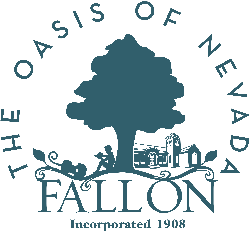 THE OASIS OF NEVADA
FALLON
Incorporated 1908